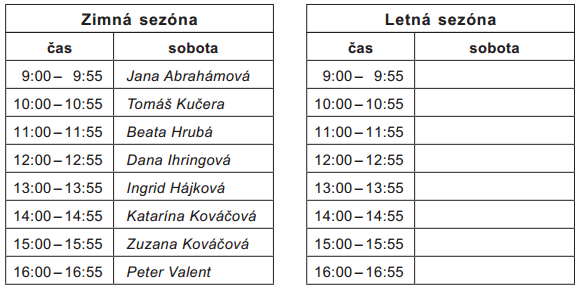 Zimná sezóna
čas sobota
9:00 – 9:55 Jana Abrahámová
10:00 – 10:55 Tomáš Kučera
11:00 – 11:55 Beata Hrubá
12:00 – 12:55 Dana Ihringová
13:00 – 13:55 Ingrid Hájková
14:00 – 14:55 Katarína Kováčová
15:00 – 15:55 Zuzana Kováčová
16:00 – 16:55 Peter Valent
Letná sezóna
čas sobota
9:00 – 9:55
10:00 – 10:55
11:00 – 11:55
12:00 – 12:55
13:00 – 13:55
14:00 – 14:55
15:00 – 15:55
16:00 – 16:55